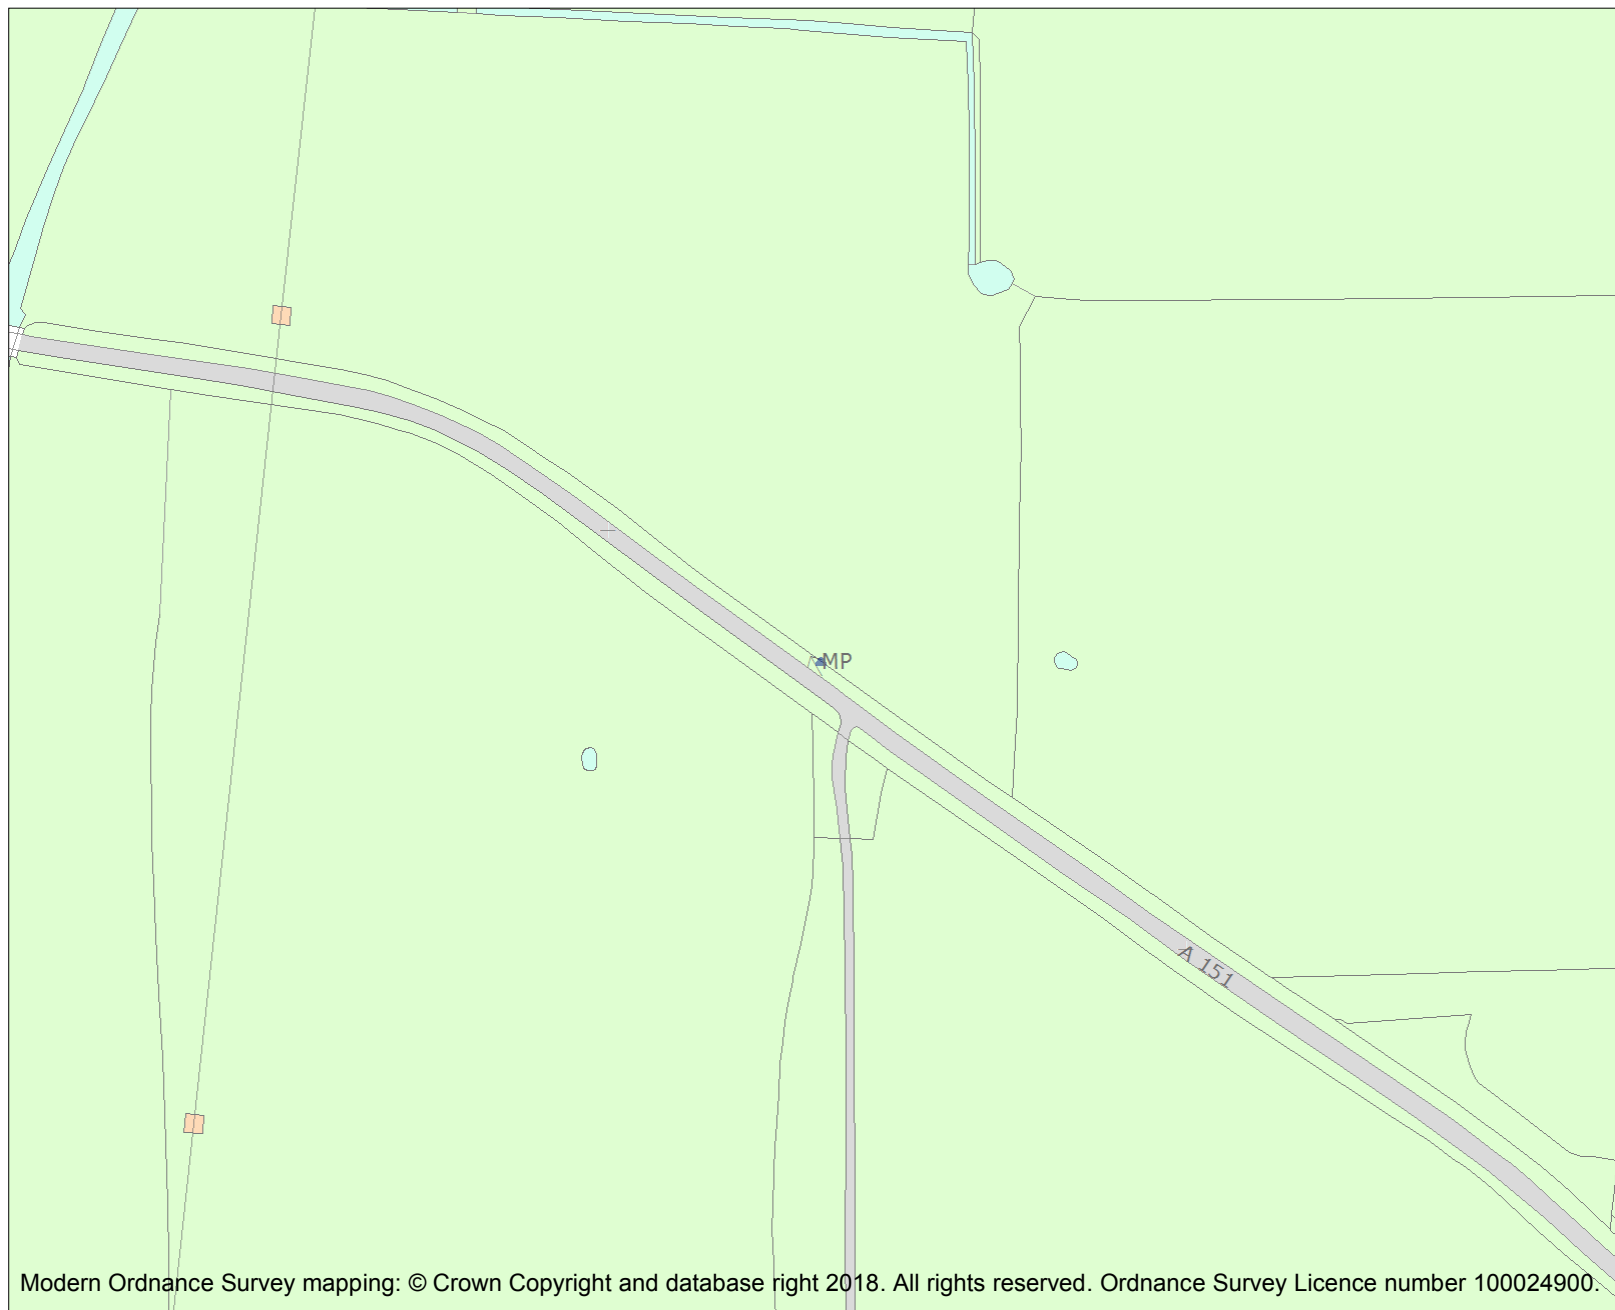 MP
A 151
Modern Ordnance Survey mapping: © Crown Copyright and database right 2018. All rights reserved. Ordnance Survey Licence number 100024900.